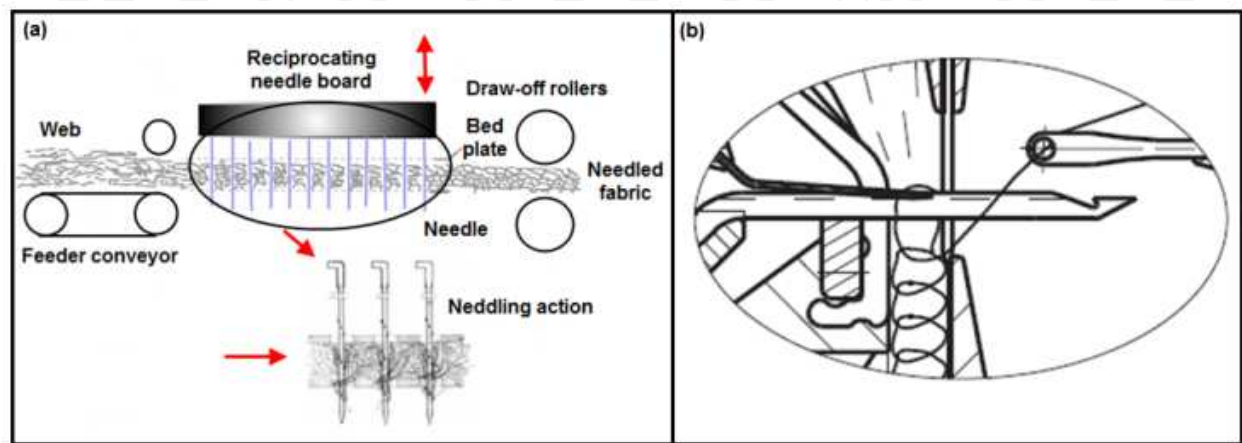 (a)
Reciprocating
needle board
Draw-off rollers
Web
Bed
plate
Needled
fabric
Needle
Feeder conveyor
Neddling action
(b)